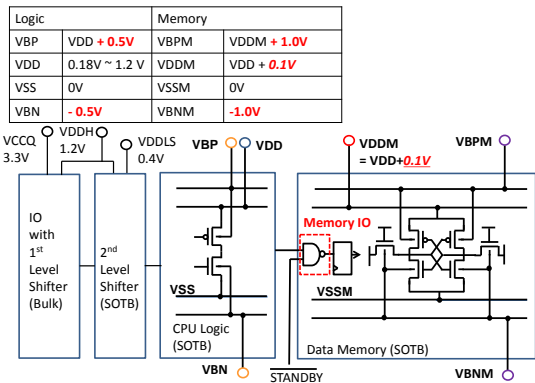 Logic Memory
VBP VDD + 0.5V VBPM VDDM + 1.0V
VDD 0.18V ~ 1.2 V VDDM VDD + 0.1V
VSS 0V VSSM 0V
VBN - 0.5V VBNM -1.0V
VCCQ
3.3V
VDDH
1.2V
VDDLS
0.4V
VBP
VDD
VDDM
= VDD+0.1V
VBPM
IO
with
1st
Level
Shifter
(Bulk)
2nd
Level
Shifter
(SOTB)
Memory IO
VSS
VSSM
CPU Logic
(SOTB)
Data Memory (SOTB)
VBN
STANDBY
VBNM